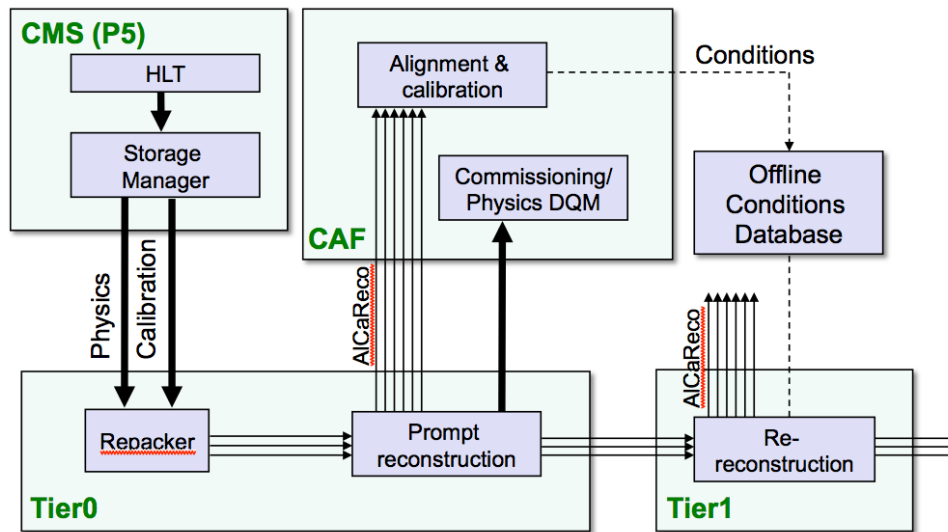 CMS (P5)
HLT
Storage
Manager
Physics
Calibration
Alignment &
calibration
Commissioning/
Physics DQM
CAF
AlCaReco
Conditions
Offline
Conditions
Database
AlCaReco
Repacker
Prompt
reconstruction
Tier0
Re-
reconstruction
Tier1